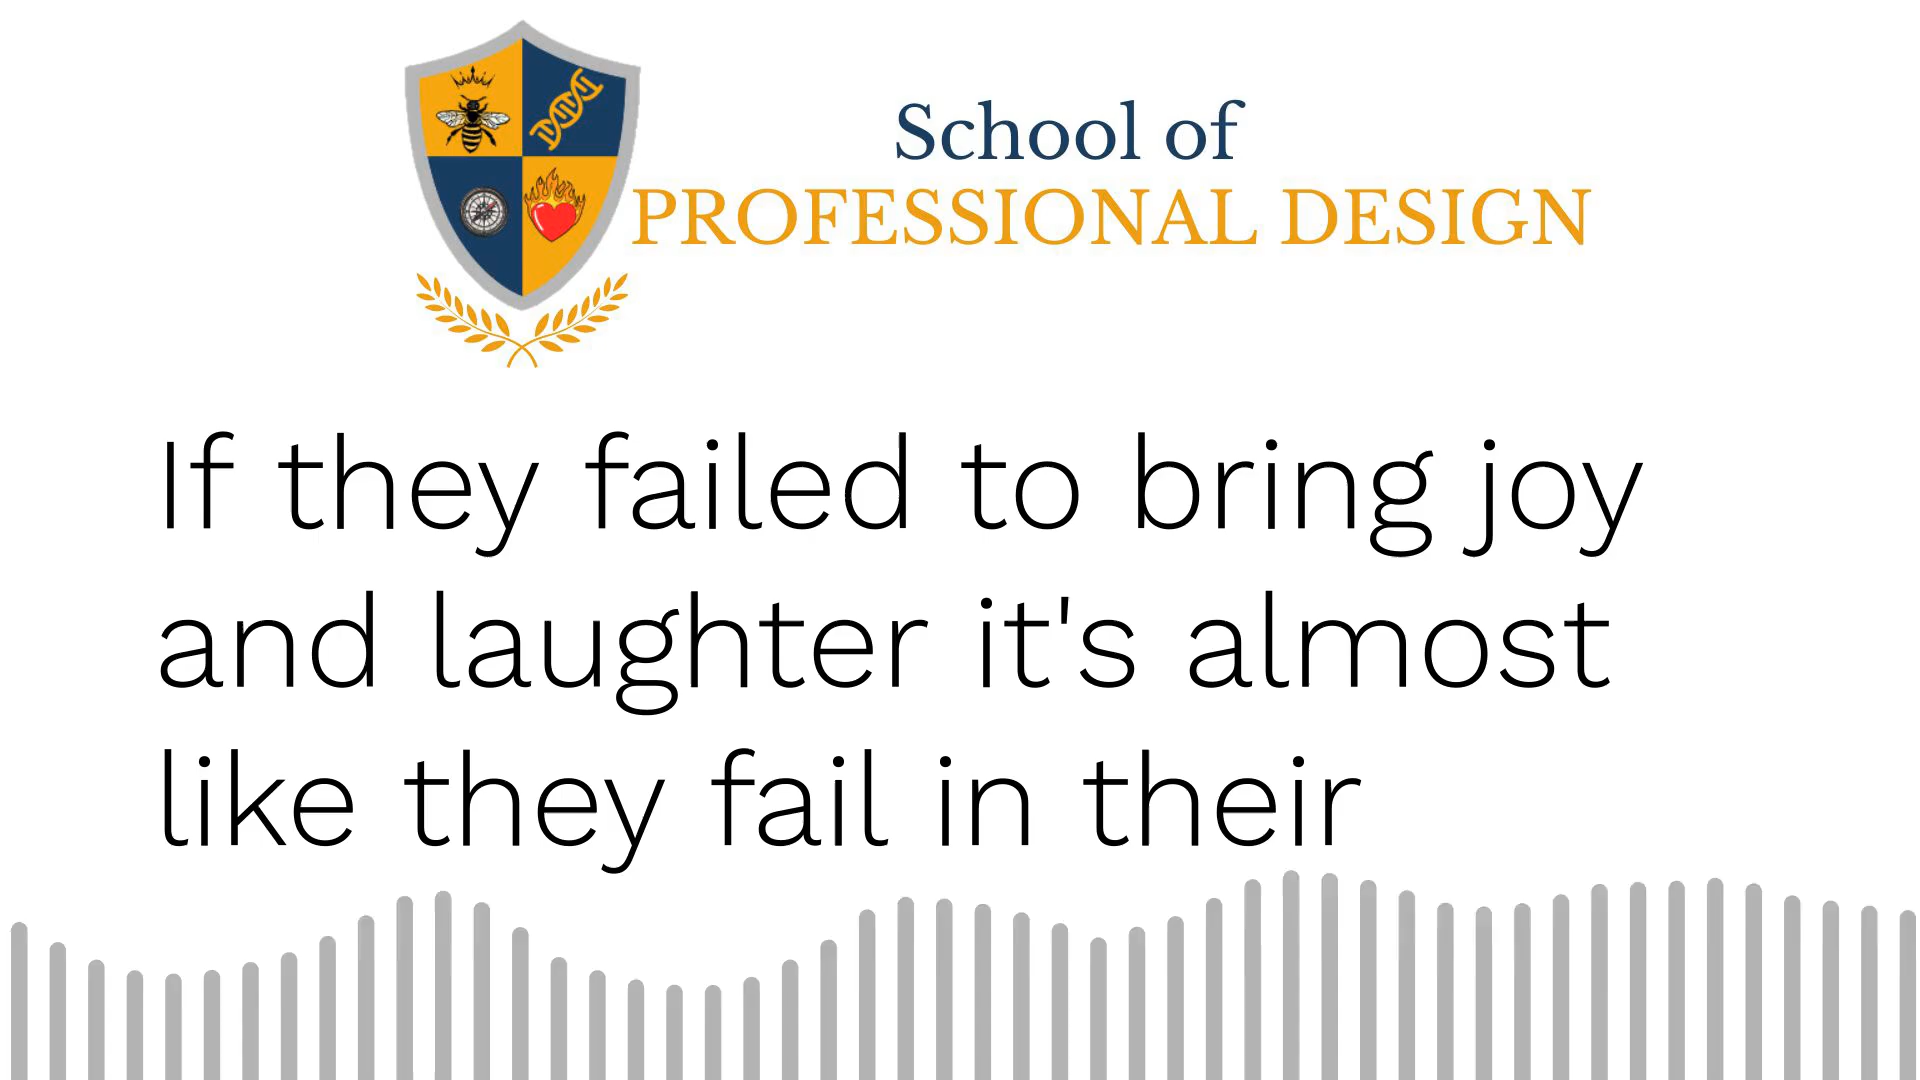 School of
PROFESSIONAL DESIGN
If they failed to bring joy
and laughter it's almost
like they fail in their